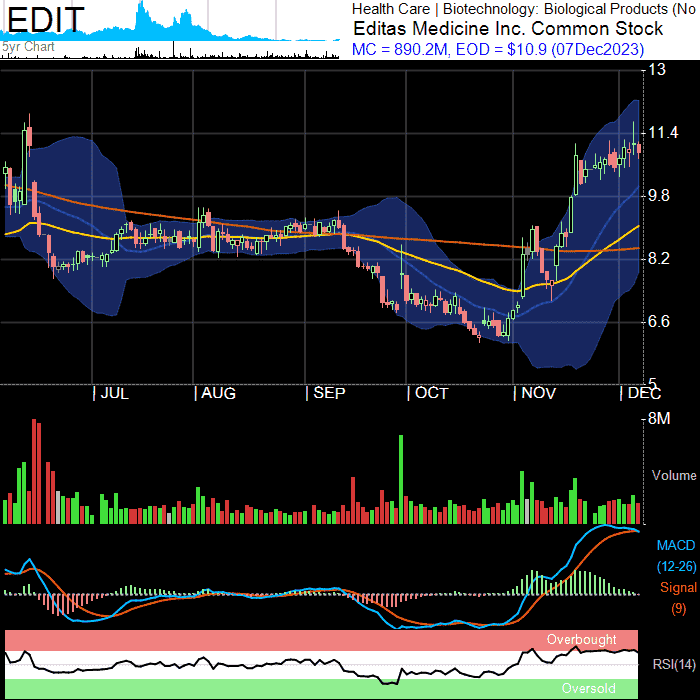 EDIT
5yr Chart
Health Care | Biotechnology: Biological Products (No
Editas Medicine Inc. Common Stock
MC = 890.2M, EOD = $10.9 (07Dec2023)
13
11.4
9.8
8.2
6.6
5
| JUL | AUG | SEP | OCT | NOV | DEC
8M
Volume
MACD
(12-26)
Signal
(9)
Overbought
RSI(14)
Oversold